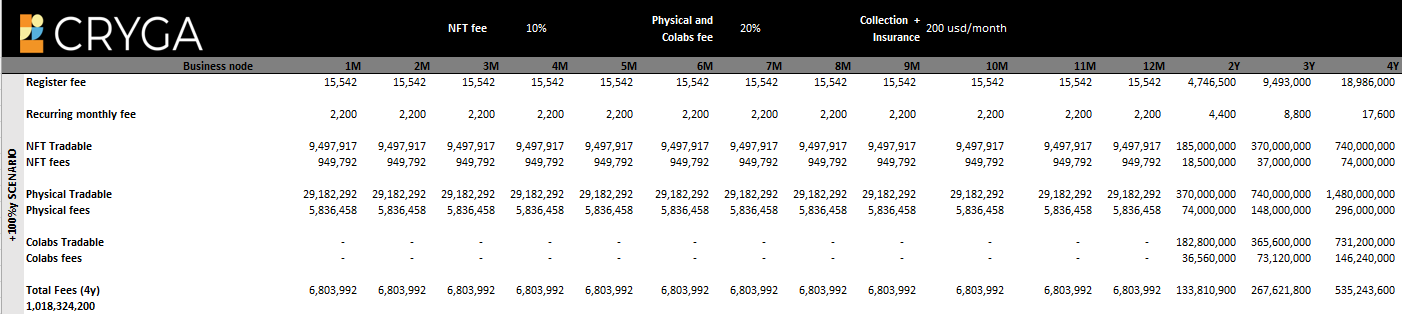 CRYGA
NFT fee 10% Physical and Colabs fee 20% Collection + Insurance 200 usd/month
Business node 1M 2M 3M 4M 5M 6M 7M 8M 9M 10M 11M 12M 2Y 3Y 4Y
+100%y SCENARIO
Register fee 15,542 15,542 15,542 15,542 15,542 15,542 15,542 15,542 15,542 15,542 15,542 15,542 4,746,500 9,493,000 18,986,000
Recurring monthly fee 2,200 2,200 2,200 2,200 2,200 2,200 2,200 2,200 2,200 2,200 2,200 2,200 4,400 8,800 17,600
NFT Tradable 9,497,917 9,497,917 9,497,917 9,497,917 9,497,917 9,497,917 9,497,917 9,497,917 9,497,917 9,497,917 9,497,917 9,497,917 185,000,000 370,000,000 740,000,000
NFT fees 949,792 949,792 949,792 949,792 949,792 949,792 949,792 949,792 949,792 949,792 949,792 949,792 18,500,000 37,000,000 74,000,000
Physical Tradable 29,182,292 29,182,292 29,182,292 29,182,292 29,182,292 29,182,292 29,182,292 29,182,292 29,182,292 29,182,292 29,182,292 29,182,292 370,000,000 740,000,000 1,480,000,000
Physical fees 5,836,458 5,836,458 5,836,458 5,836,458 5,836,458 5,836,458 5,836,458 5,836,458 5,836,458 5,836,458 5,836,458 5,836,458 74,000,000 148,000,000 296,000,000
Colabs Tradable - - - - - - - - - - - - 182,800,000 365,600,000 731,200,000
Colabs fees - - - - - - - - - - - - 36,560,000 73,120,000 146,240,000
Total Fees (4y) 6,803,992 6,803,992 6,803,992 6,803,992 6,803,992 6,803,992 6,803,992 6,803,992 6,803,992 6,803,992 6,803,992 6,803,992 133,810,900 267,621,800 535,243,600
1,018,324,200